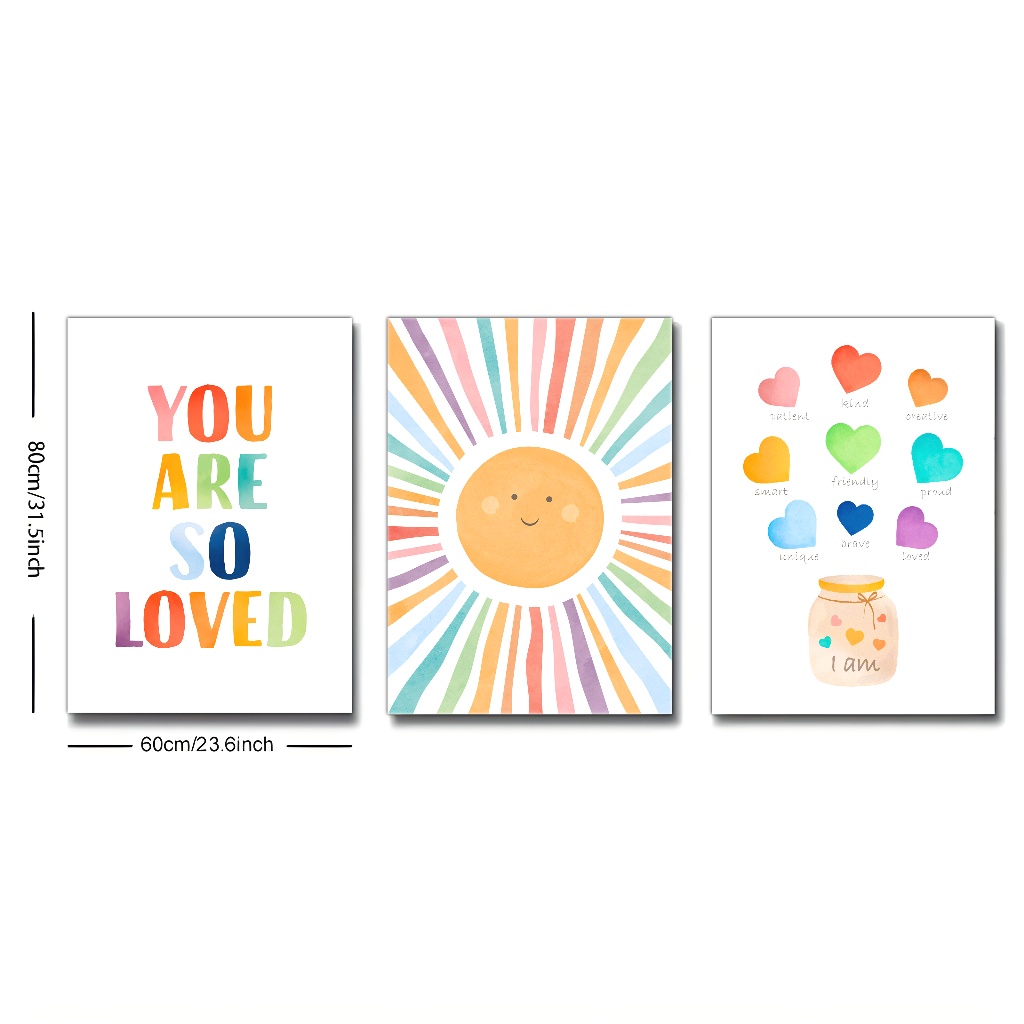 80cm/31.5inch
YOU
ARE
SO
LOVED
60cm/23.6inch
patient
kind
creative
smart
friendly
proud
unique
brave
loved
I am